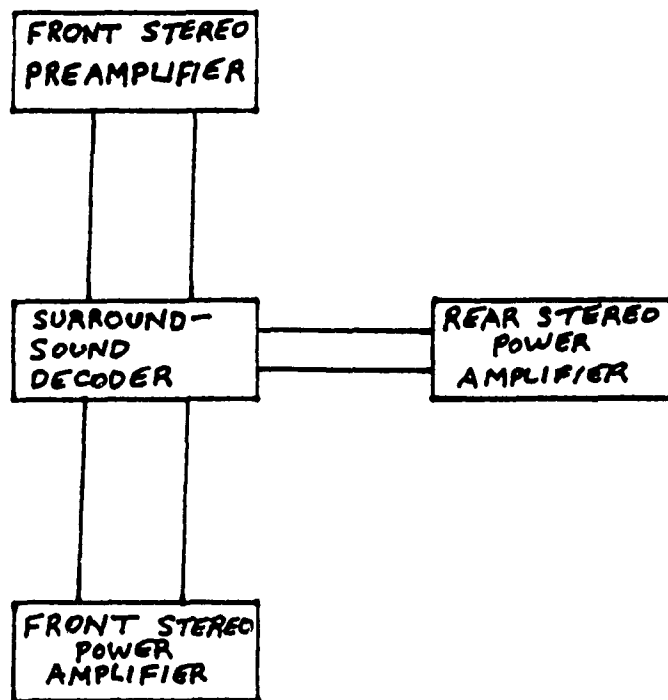 FRONT STEREO
PREAMPLIFIER
SURROUND-
SOUND
DECODER
REAR STEREO
POWER
AMPLIFIER
FRONT STEREO
POWER
AMPLIFIER